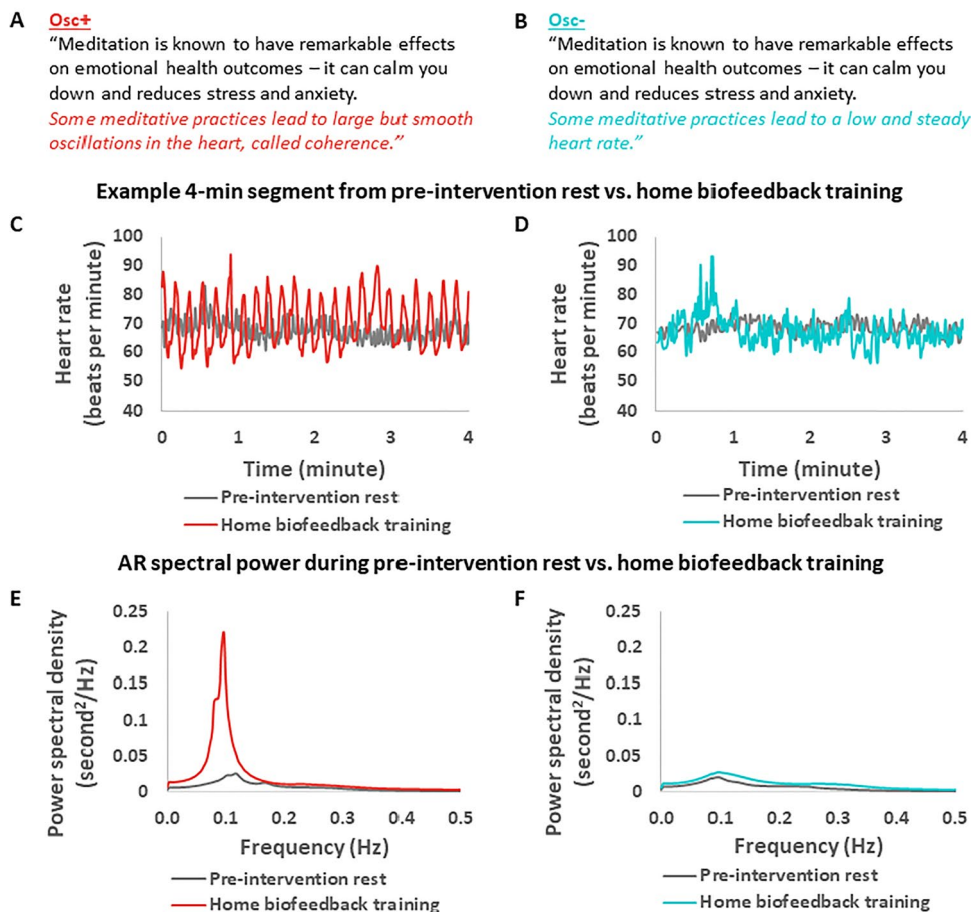 A
Osc+
“Meditation is known to have remarkable effects
on emotional health outcomes – it can calm you
down and reduces stress and anxiety.
Some meditative practices lead to large but smooth
oscillations in the heart, called coherence.”
B
Osc-
“Meditation is known to have remarkable effects
on emotional health outcomes – it can calm you
down and reduces stress and anxiety.
Some meditative practices lead to a low and steady
heart rate.”
Example 4-min segment from pre-intervention rest vs. home biofeedback training
C
Heart rate
(beats per minute)
100
90
80
70
60
50
40
0 1 2 3 4
Time (minute)
Pre-intervention rest
Home biofeedback training
D
Heart rate
(beats per minute)
100
90
80
70
60
50
40
0 1 2 3 4
Time (minute)
Pre-intervention rest
Home biofeedbak training
AR spectral power during pre-intervention rest vs. home biofeedback training
E
Power spectral density
(second²/Hz)
0.25
0.2
0.15
0.1
0.05
0
0.0 0.1 0.2 0.3 0.4 0.5
Frequency (Hz)
Pre-intervention rest
Home biofeedback training
F
Power spectral density
(second²/Hz)
0.25
0.2
0.15
0.1
0.05
0
0.0 0.1 0.2 0.3 0.4 0.5
Frequency (Hz)
Pre-intervention rest
Home biofeedback training